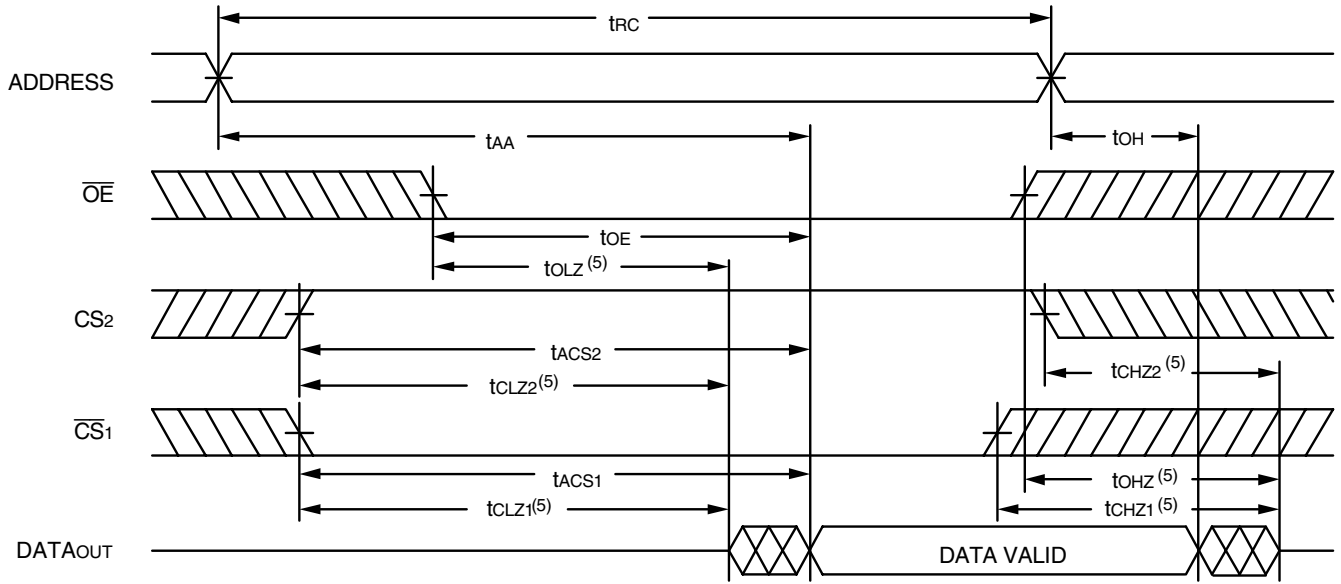 tRC
ADDRESS
tAA
tOH
OE
tOE
tOLZ (5)
CS2
tACS2
tCLZ2(5)
tCHZ2(5)
CS1
tACS1
tOHZ(5)
tCLZ1(5)
tCHZ1(5)
DATAOUT
DATA VALID